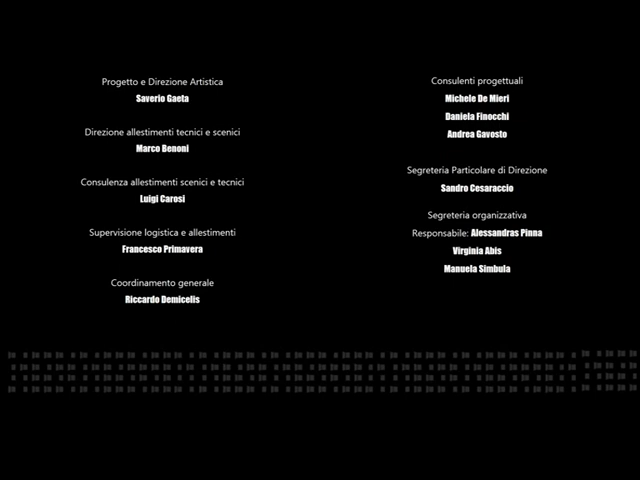 Progetto e Direzione Artistica
Saverio Gaeta
Direzione allestimenti tecnici e scenici
Marco Benoni
Consulenza allestimenti scenici e tecnici
Luigi Carosi
Supervisione logistica e allestimenti
Francesco Primavera
Coordinamento generale
Riccardo Demicelis
Consulenti progettuali
Michele De Mieri
Daniela Finocchi
Andrea Gavosto
Segreteria Particolare di Direzione
Sandro Cesaraccio
Segreteria organizzativa
Responsabile: Alessandras Pinna
Virginia Abis
Manuela Simbula